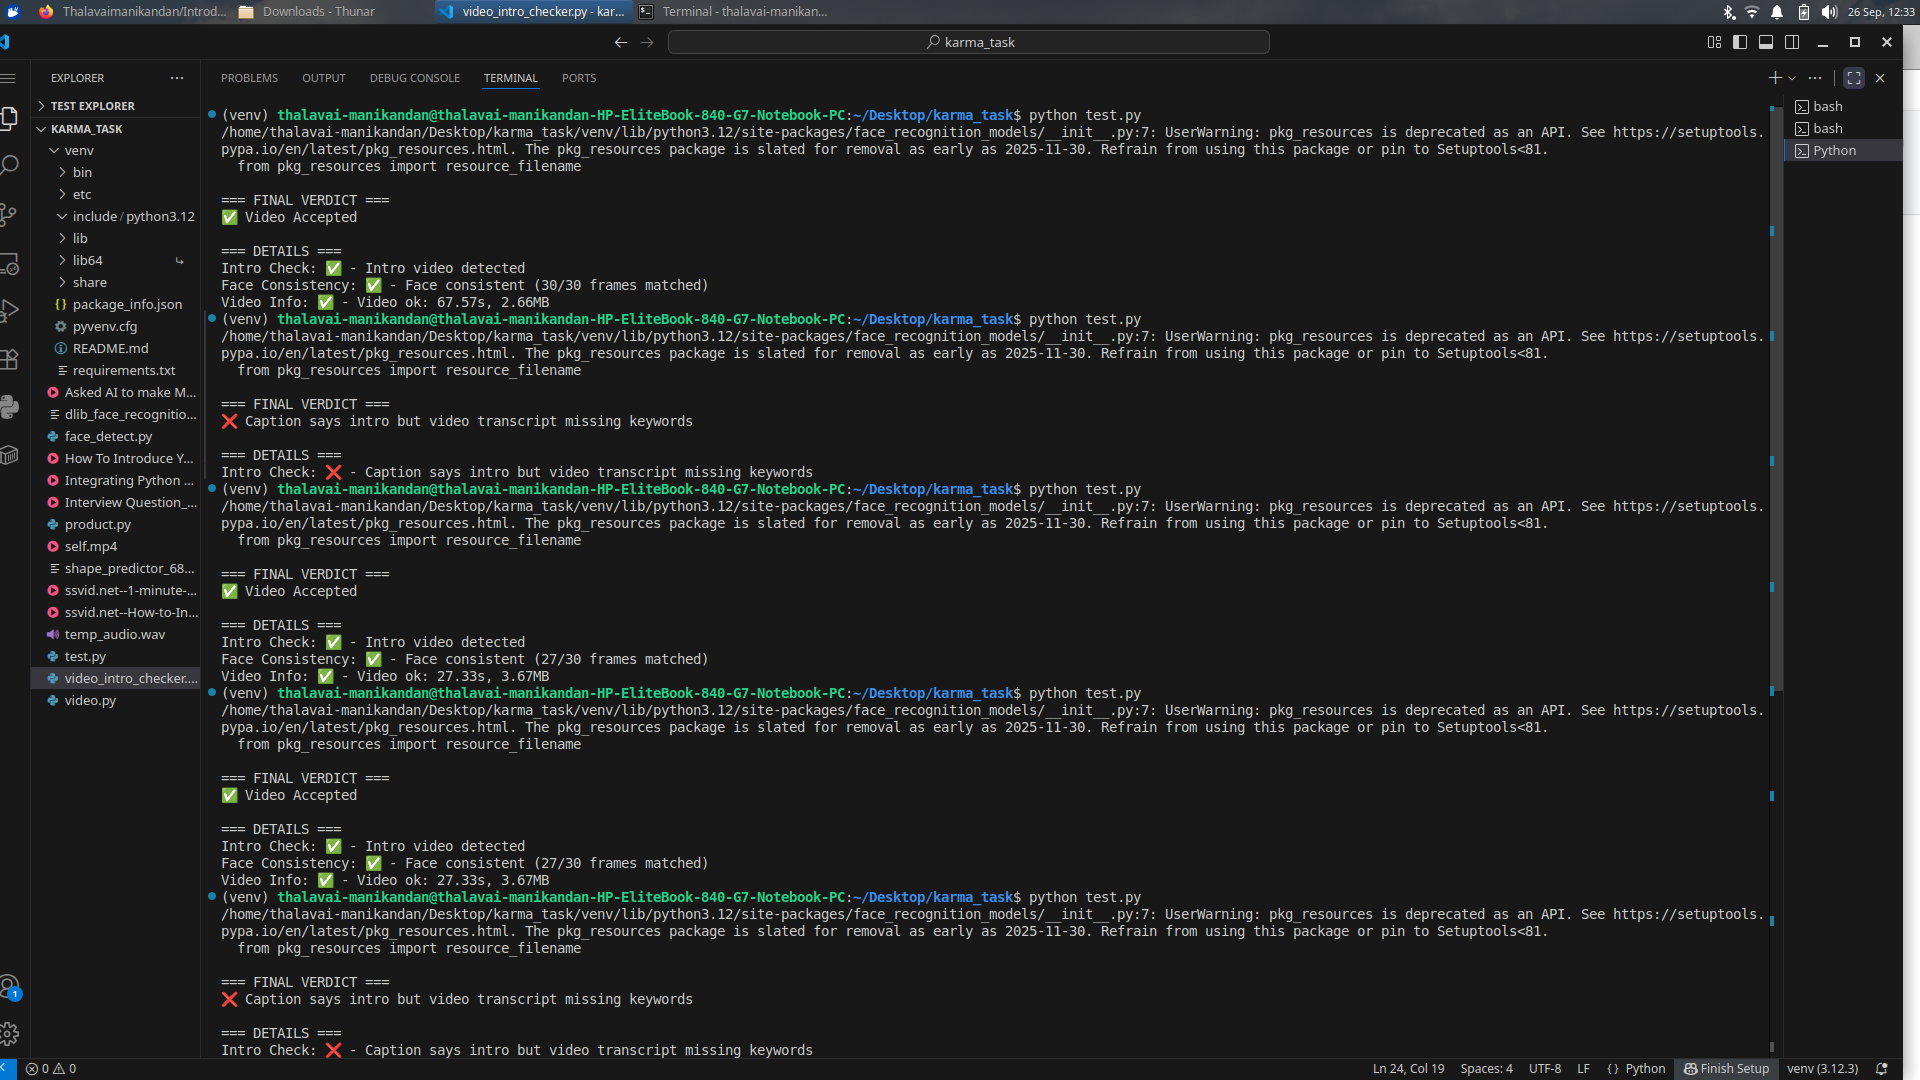 Thalavaimanikandan/Introd...
Downloads - Thunar
video_intro_checker.py - kar...
Terminal - thalavai-manikan...
26 Sep, 12:33
karma_task
EXPLORER
TEST EXPLORER
KARMA_TASK
venv
bin
etc
include / python3.12
lib
lib64
share
{} package_info.json
pyvenv.cfg
README.md
requirements.txt
Asked AI to make M...
dlib_face_recognitio...
face_detect.py
How To Introduce Y...
Integrating Python ...
Interview Question_...
product.py
self.mp4
shape_predictor_68...
ssvid.net--1-minute-...
ssvid.net--How-to-In...
temp_audio.wav
test.py
video_intro_checker....
video.py
1
PROBLEMS OUTPUT DEBUG CONSOLE TERMINAL PORTS
(venv) thalavai-manikandan@thalavai-manikandan-HP-EliteBook-840-G7-Notebook-PC:~/Desktop/karma_task$ python test.py
/home/thalavai-manikandan/Desktop/karma_task/venv/lib/python3.12/site-packages/face_recognition_models/__init__.py:7: UserWarning: pkg_resources is deprecated as an API. See https://setuptools.
pypa.io/en/latest/pkg_resources.html. The pkg_resources package is slated for removal as early as 2025-11-30. Refrain from using this package or pin to Setuptools<81.
from pkg_resources import resource_filename
=== FINAL VERDICT ===
✅ Video Accepted
=== DETAILS ===
Intro Check: ✅ - Intro video detected
Face Consistency: ✅ - Face consistent (30/30 frames matched)
Video Info: ✅ - Video ok: 67.57s, 2.66MB
(venv) thalavai-manikandan@thalavai-manikandan-HP-EliteBook-840-G7-Notebook-PC:~/Desktop/karma_task$ python test.py
/home/thalavai-manikandan/Desktop/karma_task/venv/lib/python3.12/site-packages/face_recognition_models/__init__.py:7: UserWarning: pkg_resources is deprecated as an API. See https://setuptools.
pypa.io/en/latest/pkg_resources.html. The pkg_resources package is slated for removal as early as 2025-11-30. Refrain from using this package or pin to Setuptools<81.
from pkg_resources import resource_filename
=== FINAL VERDICT ===
❌ Caption says intro but video transcript missing keywords
=== DETAILS ===
Intro Check: ❌ - Caption says intro but video transcript missing keywords
(venv) thalavai-manikandan@thalavai-manikandan-HP-EliteBook-840-G7-Notebook-PC:~/Desktop/karma_task$ python test.py
/home/thalavai-manikandan/Desktop/karma_task/venv/lib/python3.12/site-packages/face_recognition_models/__init__.py:7: UserWarning: pkg_resources is deprecated as an API. See https://setuptools.
pypa.io/en/latest/pkg_resources.html. The pkg_resources package is slated for removal as early as 2025-11-30. Refrain from using this package or pin to Setuptools<81.
from pkg_resources import resource_filename
=== FINAL VERDICT ===
✅ Video Accepted
=== DETAILS ===
Intro Check: ✅ - Intro video detected
Face Consistency: ✅ - Face consistent (27/30 frames matched)
Video Info: ✅ - Video ok: 27.33s, 3.67MB
(venv) thalavai-manikandan@thalavai-manikandan-HP-EliteBook-840-G7-Notebook-PC:~/Desktop/karma_task$ python test.py
/home/thalavai-manikandan/Desktop/karma_task/venv/lib/python3.12/site-packages/face_recognition_models/__init__.py:7: UserWarning: pkg_resources is deprecated as an API. See https://setuptools.
pypa.io/en/latest/pkg_resources.html. The pkg_resources package is slated for removal as early as 2025-11-30. Refrain from using this package or pin to Setuptools<81.
from pkg_resources import resource_filename
=== FINAL VERDICT ===
✅ Video Accepted
=== DETAILS ===
Intro Check: ✅ - Intro video detected
Face Consistency: ✅ - Face consistent (27/30 frames matched)
Video Info: ✅ - Video ok: 27.33s, 3.67MB
(venv) thalavai-manikandan@thalavai-manikandan-HP-EliteBook-840-G7-Notebook-PC:~/Desktop/karma_task$ python test.py
/home/thalavai-manikandan/Desktop/karma_task/venv/lib/python3.12/site-packages/face_recognition_models/__init__.py:7: UserWarning: pkg_resources is deprecated as an API. See https://setuptools.
pypa.io/en/latest/pkg_resources.html. The pkg_resources package is slated for removal as early as 2025-11-30. Refrain from using this package or pin to Setuptools<81.
from pkg_resources import resource_filename
=== FINAL VERDICT ===
❌ Caption says intro but video transcript missing keywords
=== DETAILS ===
Intro Check: ❌ - Caption says intro but video transcript missing keywords
bash
bash
Python
0 0
Ln 24, Col 19 Spaces: 4 UTF-8 LF {} Python Finish Setup venv (3.12.3)